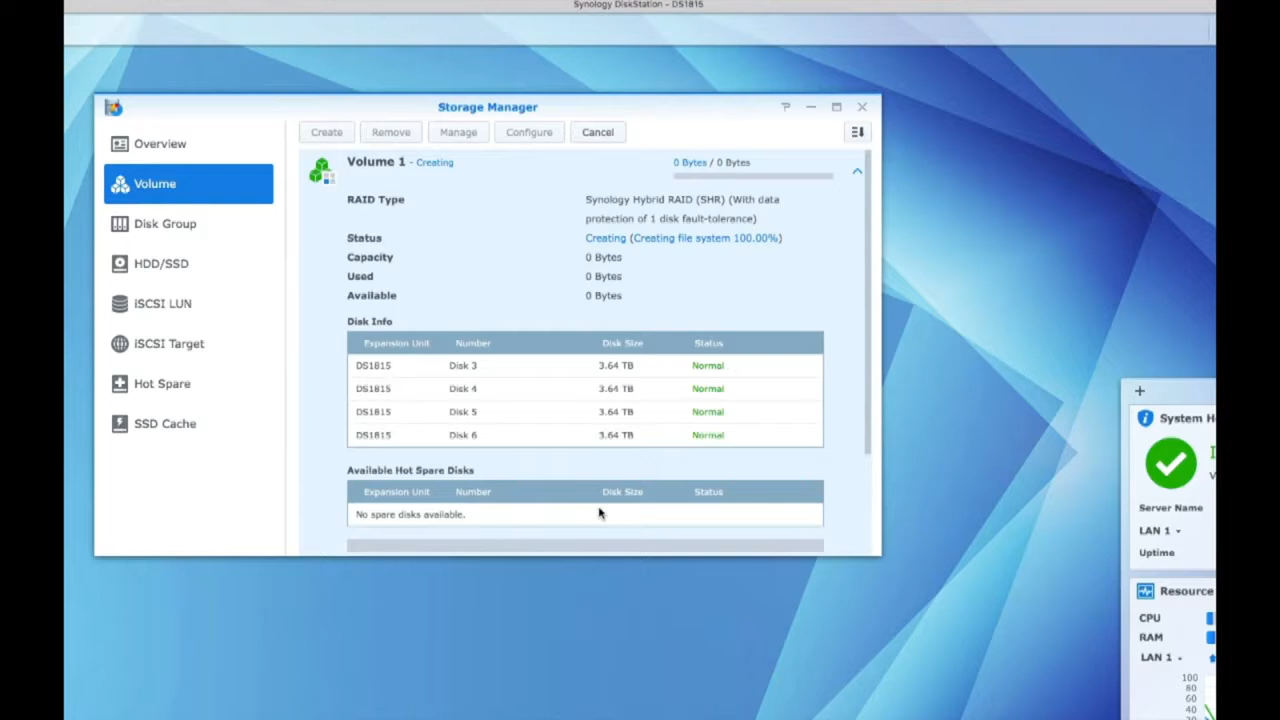 Synology DiskStation - DS1815
Storage Manager
Overview
Volume
Disk Group
HDD/SSD
iSCSI LUN
iSCSI Target
Hot Spare
SSD Cache
Create Remove Manage Configure Cancel
Volume 1 - Creating 0 Bytes / 0 Bytes
RAID Type Synology Hybrid RAID (SHR) (With data
protection of 1 disk fault-tolerance)
Status Creating (Creating file system 100.00%)
Capacity 0 Bytes
Used 0 Bytes
Available 0 Bytes
Disk Info
Expansion Unit Number Disk Size Status
DS1815 Disk 3 3.64 TB Normal
DS1815 Disk 4 3.64 TB Normal
DS1815 Disk 5 3.64 TB Normal
DS1815 Disk 6 3.64 TB Normal
Available Hot Spare Disks
Expansion Unit Number Disk Size Status
No spare disks available.
System H
Server Name
LAN 1
Uptime
Resource
CPU
RAM
LAN 1
100
80
60
40